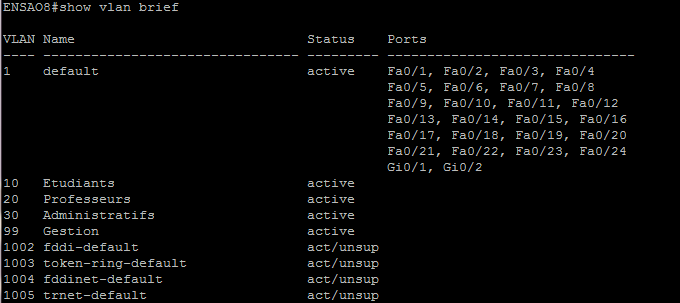 ENSAO8#show vlan brief
VLAN Name                             Status    Ports
---- -------------------------------- --------- -------------------------------
1    default                          active    Fa0/1, Fa0/2, Fa0/3, Fa0/4
                                                Fa0/5, Fa0/6, Fa0/7, Fa0/8
                                                Fa0/9, Fa0/10, Fa0/11, Fa0/12
                                                Fa0/13, Fa0/14, Fa0/15, Fa0/16
                                                Fa0/17, Fa0/18, Fa0/19, Fa0/20
                                                Fa0/21, Fa0/22, Fa0/23, Fa0/24
                                                Gi0/1, Gi0/2
10   Etudiants                        active
20   Professeurs                      active
30   Administratifs                   active
99   Gestion                          active
1002 fddi-default                     act/unsup
1003 token-ring-default               act/unsup
1004 fddinet-default                  act/unsup
1005 trnet-default                    act/unsup